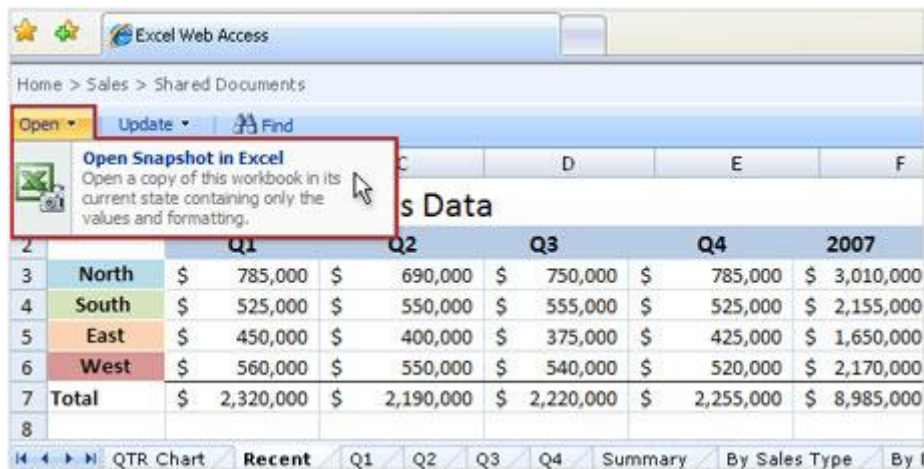 Excel Web Access
Home > Sales > Shared Documents
Open Update Find
Open Snapshot in Excel
Open a copy of this workbook in its
current state containing only the
values and formatting.
C D E F
s Data
2 Q1 Q2 Q3 Q4 2007
3 North $ 785,000 $ 690,000 $ 750,000 $ 785,000 $ 3,010,000
4 South $ 525,000 $ 550,000 $ 555,000 $ 525,000 $ 2,155,000
5 East $ 450,000 $ 400,000 $ 375,000 $ 425,000 $ 1,650,000
6 West $ 560,000 $ 550,000 $ 540,000 $ 520,000 $ 2,170,000
7 Total $ 2,320,000 $ 2,190,000 $ 2,220,000 $ 2,255,000 $ 8,985,000
8
QTR Chart Recent Q1 Q2 Q3 Q4 Summary By Sales Type By